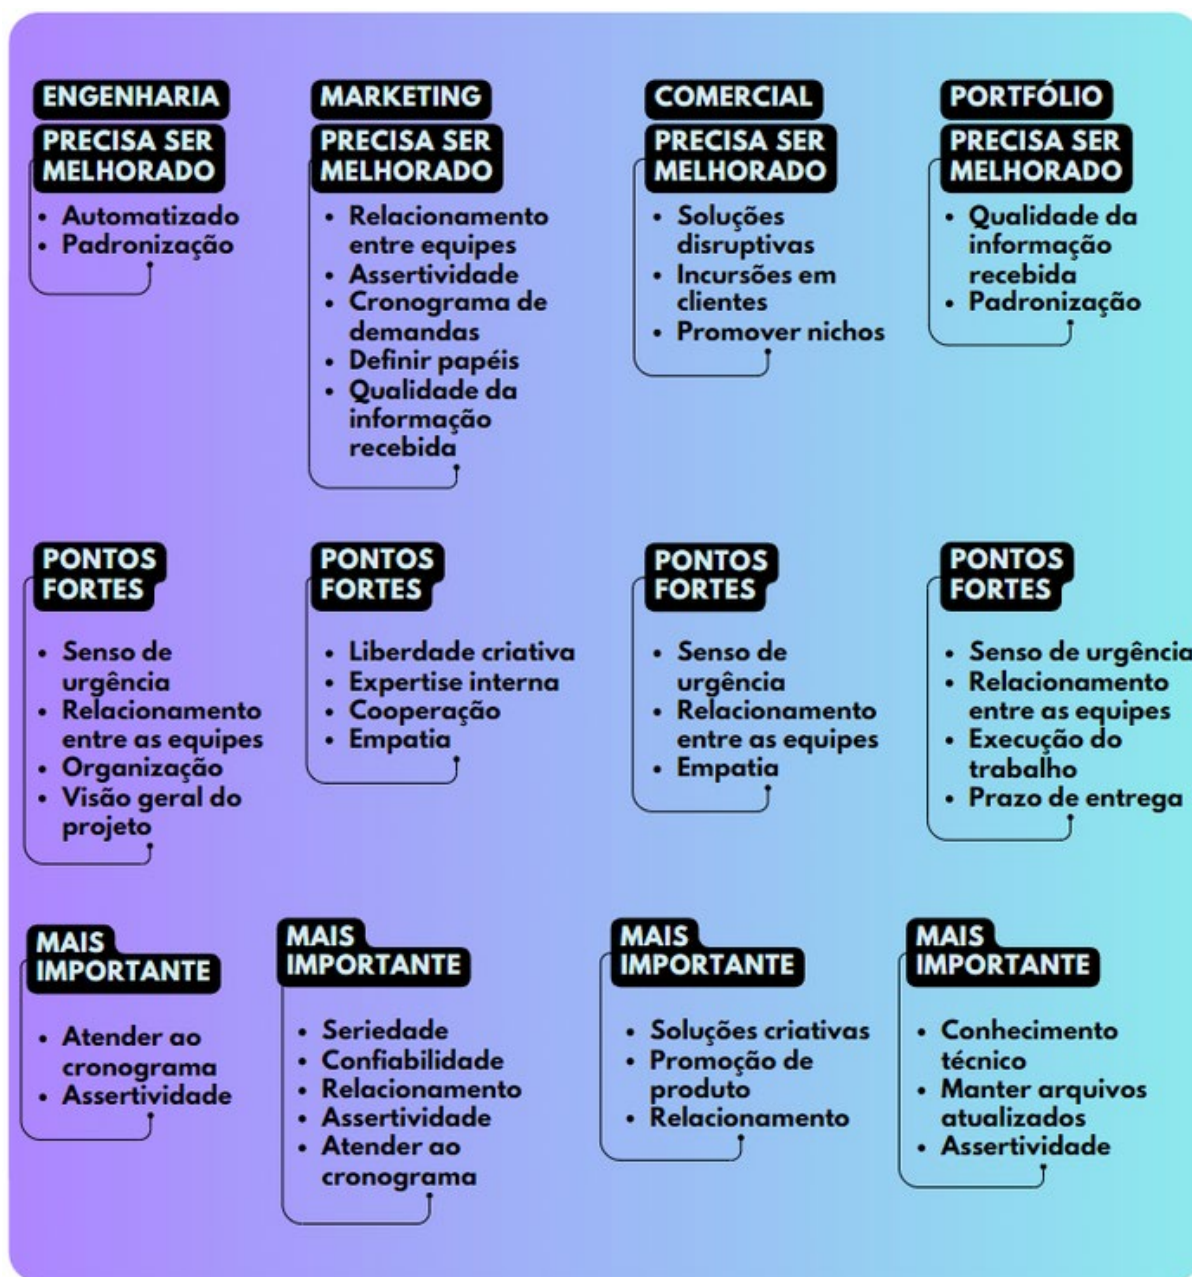 ENGENHARIA
PRECISA SER
MELHORADO
• Automatizado
• Padronização
MARKETING
PRECISA SER
MELHORADO
• Relacionamento
entre equipes
• Assertividade
• Cronograma de
demandas
• Definir papéis
• Qualidade da
informação
recebida
COMERCIAL
PRECISA SER
MELHORADO
• Soluções
disruptivas
• Incursões em
clientes
• Promover nichos
PORTFÓLIO
PRECISA SER
MELHORADO
• Qualidade da
informação
recebida
• Padronização
PONTOS
FORTES
• Senso de
urgência
• Relacionamento
entre as equipes
• Organização
• Visão geral do
projeto
PONTOS
FORTES
• Liberdade criativa
• Expertise interna
• Cooperação
• Empatia
PONTOS
FORTES
• Senso de
urgência
• Relacionamento
entre as equipes
• Empatia
PONTOS
FORTES
• Senso de urgência
• Relacionamento
entre as equipes
• Execução do
trabalho
• Prazo de entrega
MAIS
IMPORTANTE
• Atender ao
cronograma
• Assertividade
MAIS
IMPORTANTE
• Seriedade
• Confiabilidade
• Relacionamento
• Assertividade
• Atender ao
cronograma
MAIS
IMPORTANTE
• Soluções criativas
• Promoção de
produto
• Relacionamento
MAIS
IMPORTANTE
• Conhecimento
técnico
• Manter arquivos
atualizados
• Assertividade